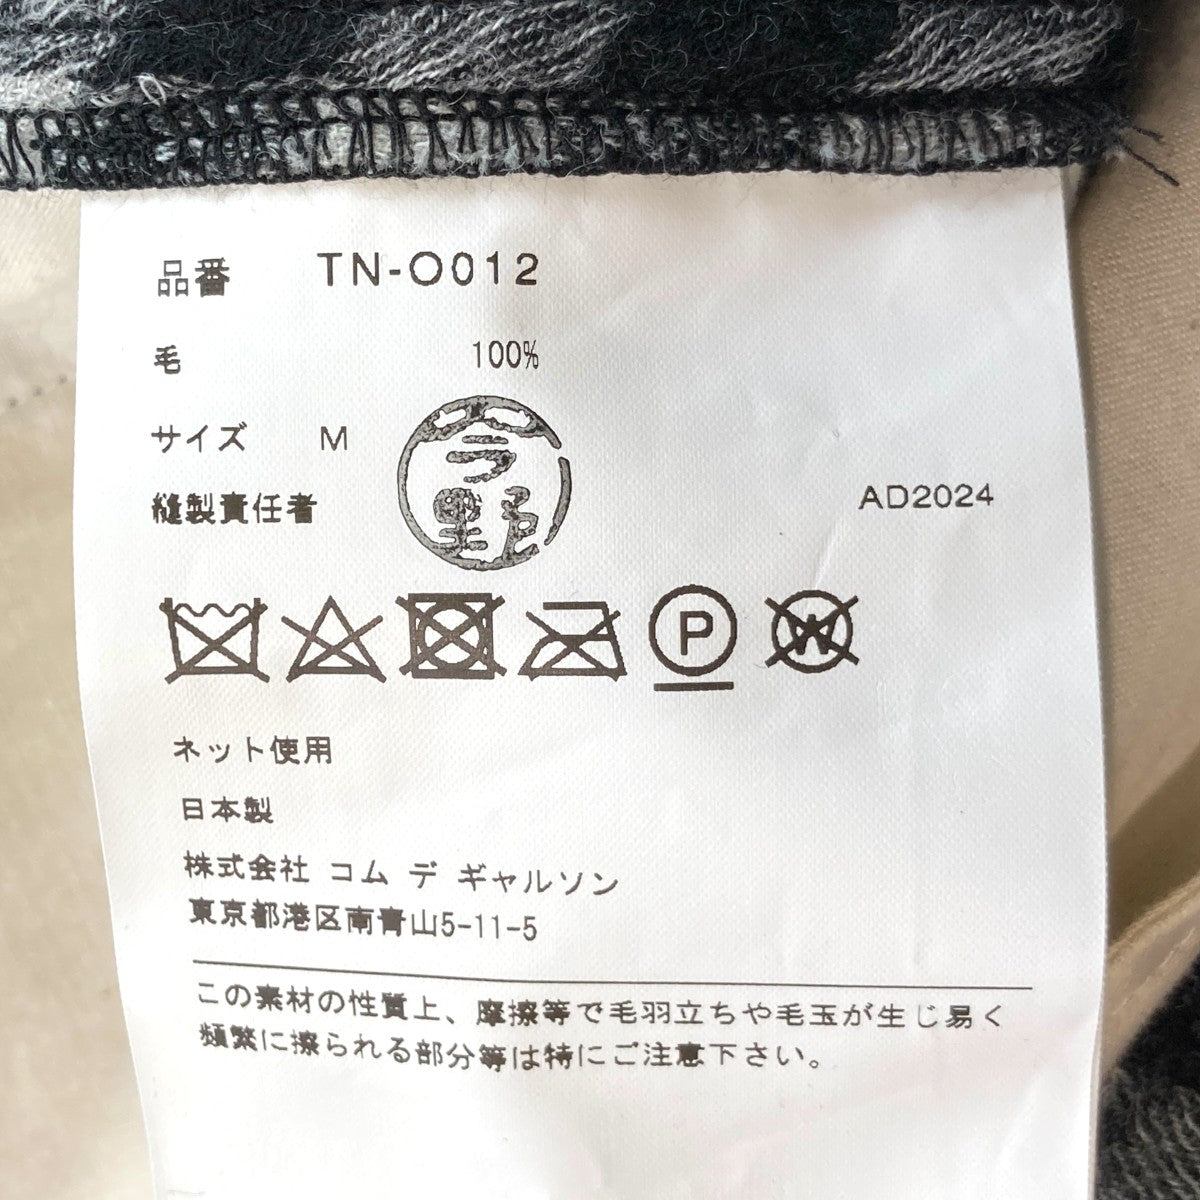 品番 TN-O012
毛 100%
サイズ M
今野
縫製責任者
AD2024
P
W
ネット使用
日本製
株式会社 コム デ ギャルソン
東京都港区南青山5-11-5
この素材の性質上、摩擦等で毛羽立ちや毛玉が生じ易く
頻繁に擦られる部分等は特にご注意下さい。